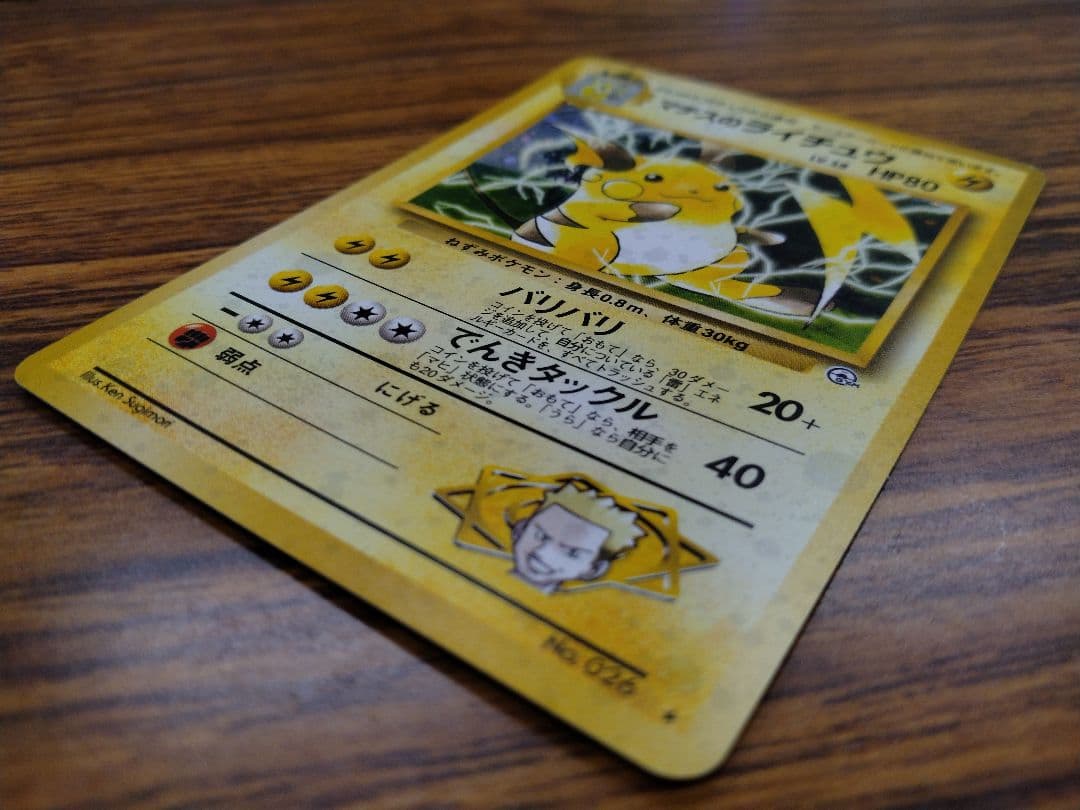 マチスのライチュウ
HP80
ねずみポケモン：身長0.8m、体重30kg
バリバリ
20+
コインを投げて「おもて」なら、30ダメー
ジを追加して、自分についている「雷」エネ
ルギーカードを、すべてトラッシュする。
でんきタックル
40
コインを投げて「おもて」なら、相手を
「マヒ」状態にする。「うら」なら自分に
も20ダメージ。
弱点
にげる
Illus. Ken Sugimori
No. 026